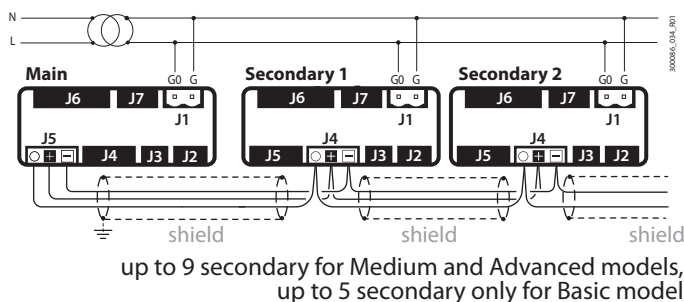 N
L
300086_034_R01
Main
G0 G
J6 J7
J1
J5
J4 J3 J2
Secondary 1
G0 G
J6 J7
J1
J4
J5 J3 J2
Secondary 2
G0 G
J6 J7
J1
J4
J5 J3 J2
shield
shield
shield
up to 9 secondary for Medium and Advanced models,
up to 5 secondary only for Basic model